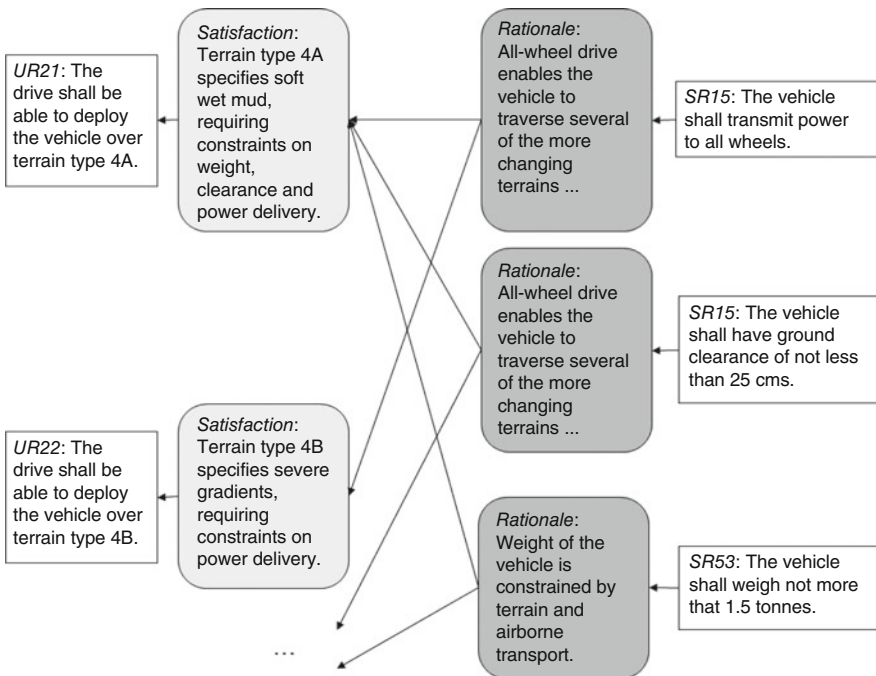 UR21: The
drive shall be
able to deploy
the vehicle over
terrain type 4A.
Satisfaction:
Terrain type 4A
specifies soft
wet mud,
requiring
constraints on
weight,
clearance and
power delivery.
Rationale:
All-wheel drive
enables the
vehicle to
traverse several
of the more
changing
terrains ...
SR15: The vehicle
shall transmit power
to all wheels.
Rationale:
All-wheel drive
enables the
vehicle to
traverse several
of the more
changing
terrains ...
SR15: The vehicle
shall have ground
clearance of not less
than 25 cms.
UR22: The
drive shall be
able to deploy
the vehicle over
terrain type 4B.
Satisfaction:
Terrain type 4B
specifies severe
gradients,
requiring
constraints on
power delivery.
Rationale:
Weight of the
vehicle is
constrained by
terrain and
airborne
transport.
SR53: The vehicle
shall weigh not more
that 1.5 tonnes.
...